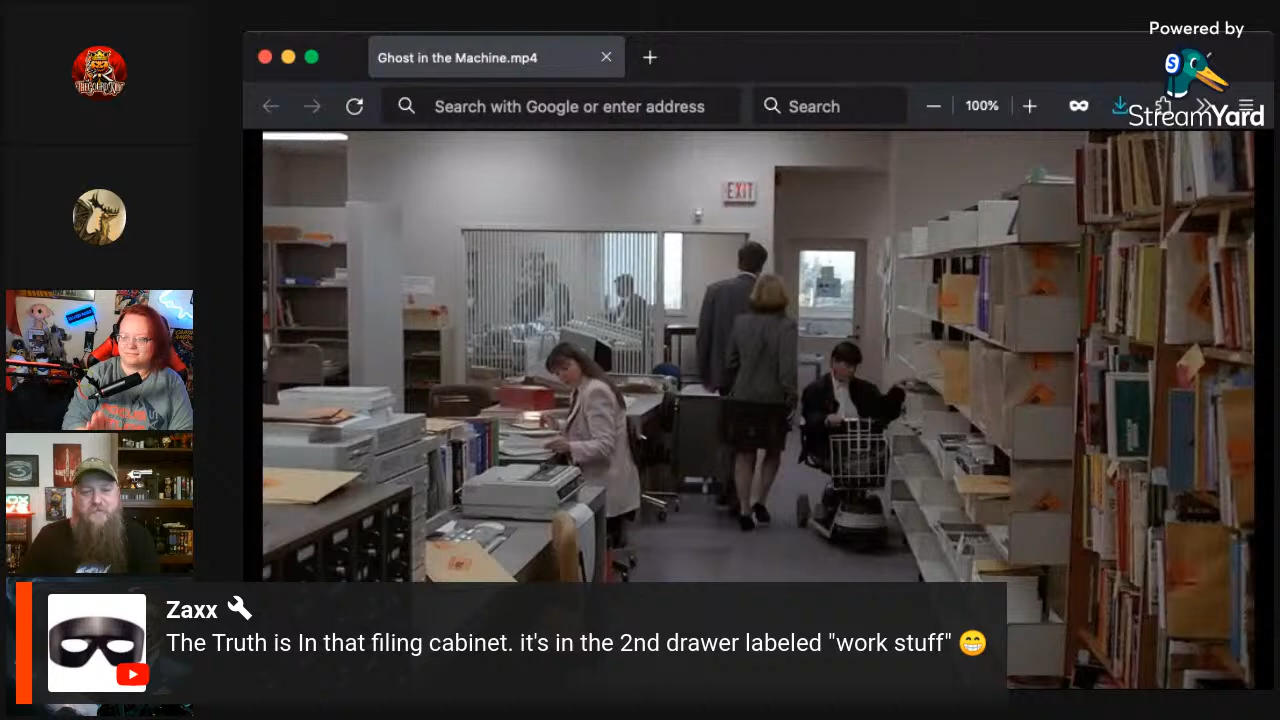 Powered by
StreamYard
Ghost in the Machine.mp4
Search with Google or enter address
Search
100%
EXIT
Zaxx
The Truth is In that filing cabinet. it's in the 2nd drawer labeled "work stuff" 😁